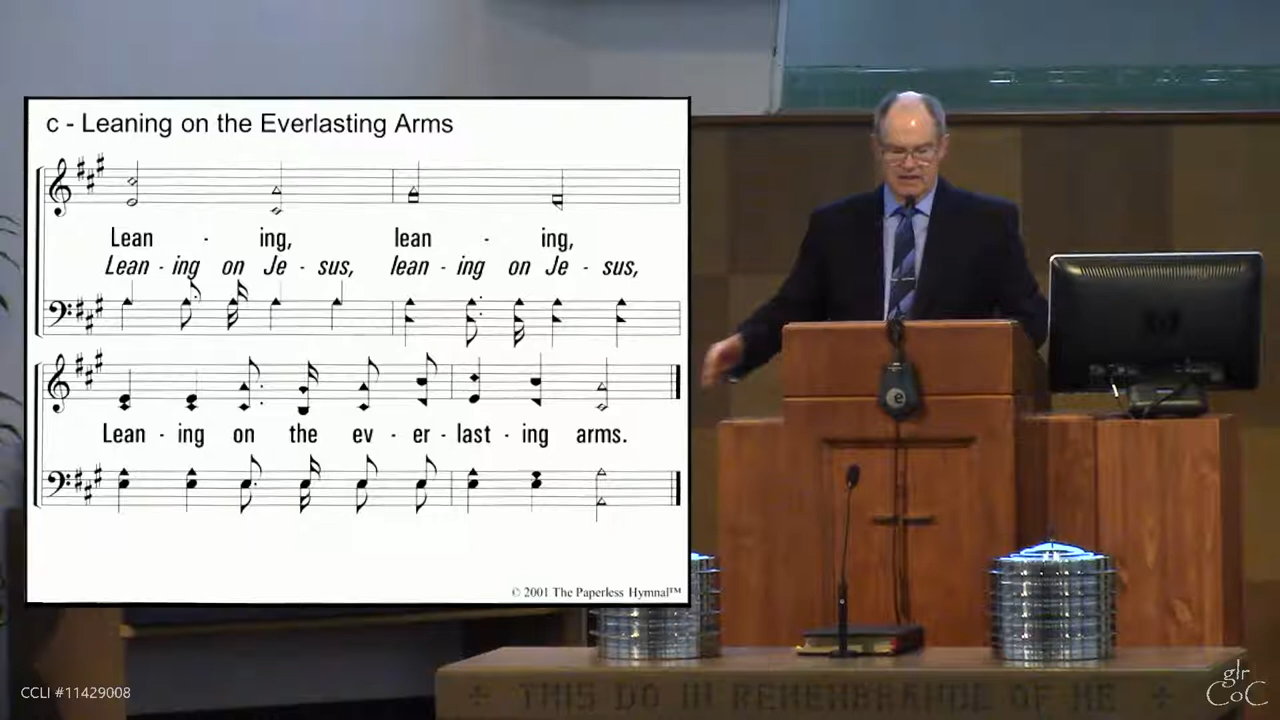 c - Leaning on the Everlasting Arms
Lean - ing, lean - ing,
Lean - ing on Je - sus, lean - ing on Je - sus,
Lean - ing on the ev - er - last - ing arms.
© 2001 The Paperless Hymnal™
e
THIS DO IN REMEMBRANCE OF ME
CCLI #11429008
glr
CoC